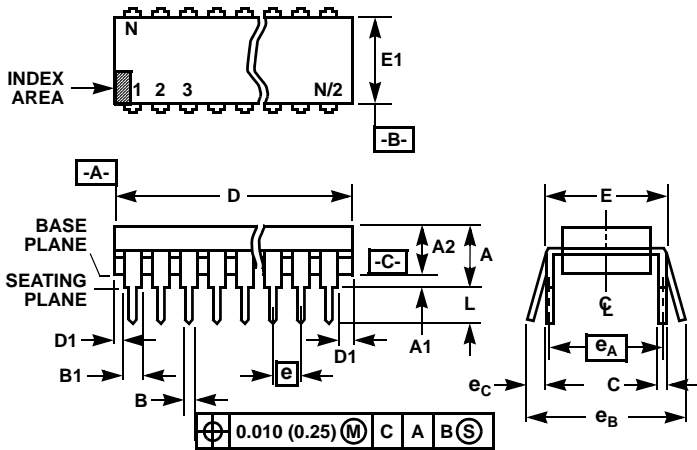 N
E1
INDEX
AREA
1 2 3 N/2
-B-
-A-
D
E
BASE
PLANE
A2
A
-C-
SEATING
PLANE
L
C
L
D1
A1
D1
eA
B1
e
eC
C
B
eB
0.010 (0.25) M C A B S